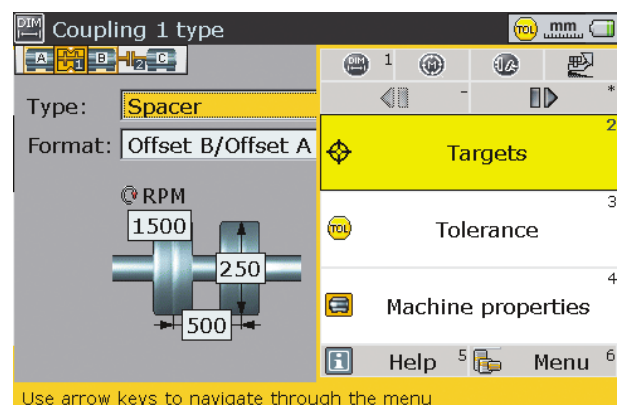 DIM Coupling 1 type TOL mm
A 1 B 2 C
DIM 1
- *
Type: Spacer
Format: Offset B/Offset A
Targets 2
RPM
1500
250
500
TOL Tolerance 3
Machine properties 4
i Help 5 Menu 6
Use arrow keys to navigate through the menu